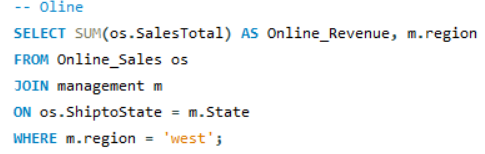 -- Oline
SELECT SUM(os.SalesTotal) AS Online_Revenue, m.region
FROM Online_Sales os
JOIN management m
ON os.ShiptoState = m.State
WHERE m.region = 'west';